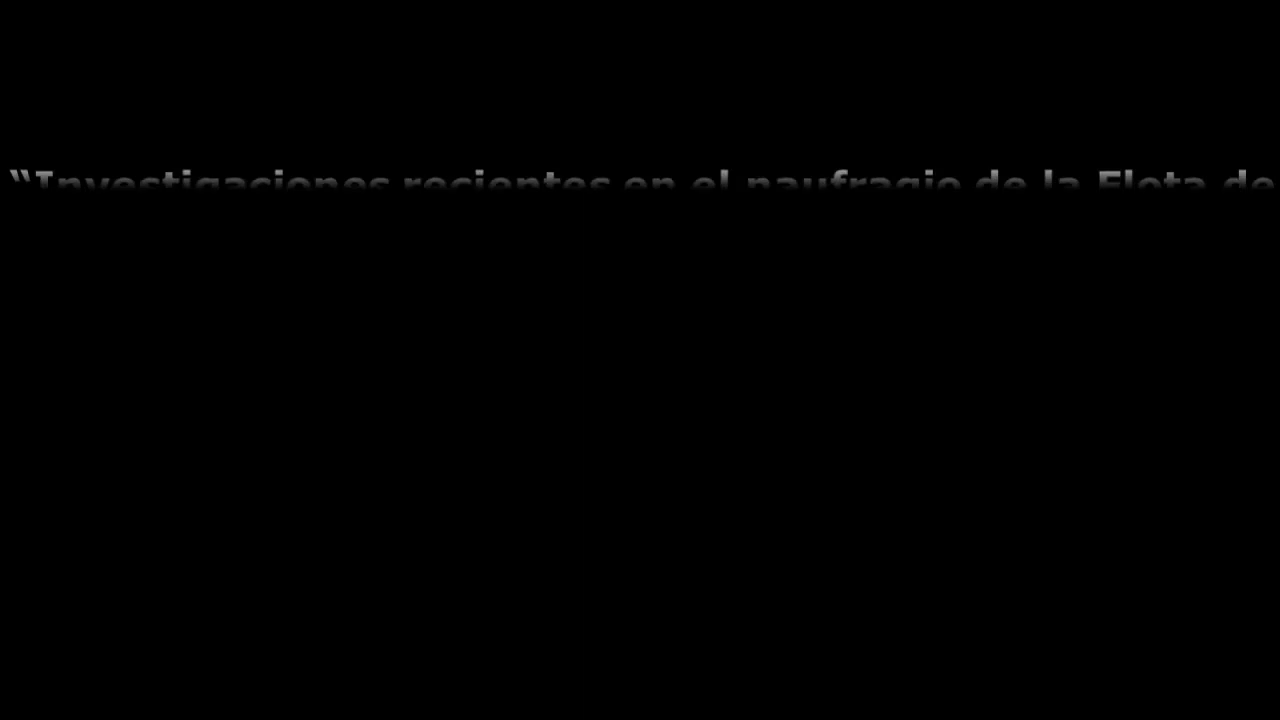 “Investigaciones recientes en el naufragio de la Flota de